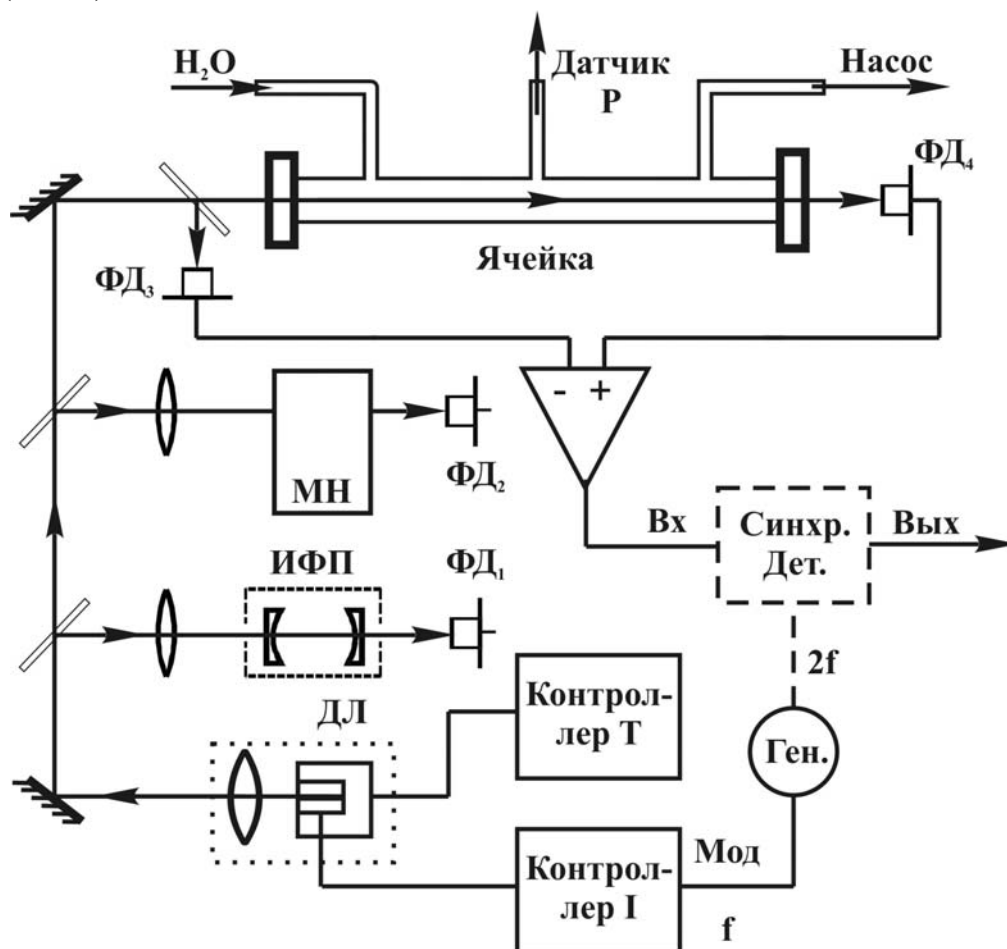 H₂O
Датчик
P
Насос
ФД₄
Ячейка
ФД₃
- +
МН
ФД₂
Вх
Синхр.
Дет.
Вых
ИФП
ФД₁
2f
ДЛ
Контрол-
лер T
Ген.
Мод
Контрол-
лер I
f